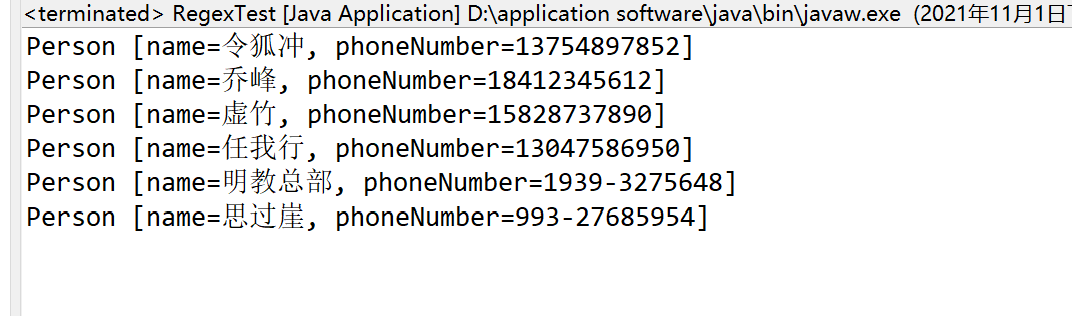 <terminated> RegexTest [Java Application] D:\application software\java\bin\javaw.exe (2021年11月1日下
Person [name=令狐冲, phoneNumber=13754897852]
Person [name=乔峰, phoneNumber=18412345612]
Person [name=虚竹, phoneNumber=15828737890]
Person [name=任我行, phoneNumber=13047586950]
Person [name=明教总部, phoneNumber=1939-3275648]
Person [name=思过崖, phoneNumber=993-27685954]